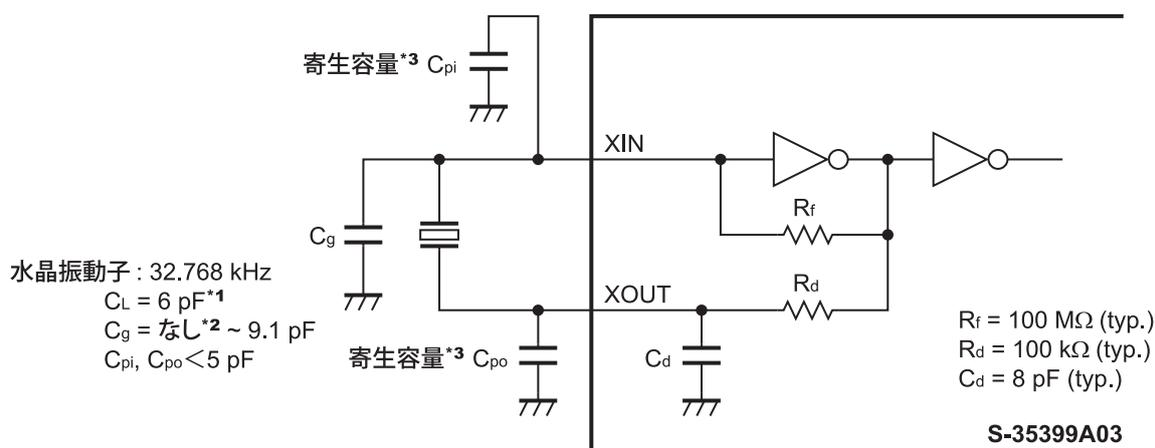 寄生容量*3 Cpi
XIN
Rf
Cg
水晶振動子 : 32.768 kHz
CL = 6 pF*1
Cg = なし*2 ~ 9.1 pF
Cpi, Cpo＜5 pF
XOUT
Rd
寄生容量*3 Cpo
Cd
Rf = 100 MΩ (typ.)
Rd = 100 kΩ (typ.)
Cd = 8 pF (typ.)
S-35399A03